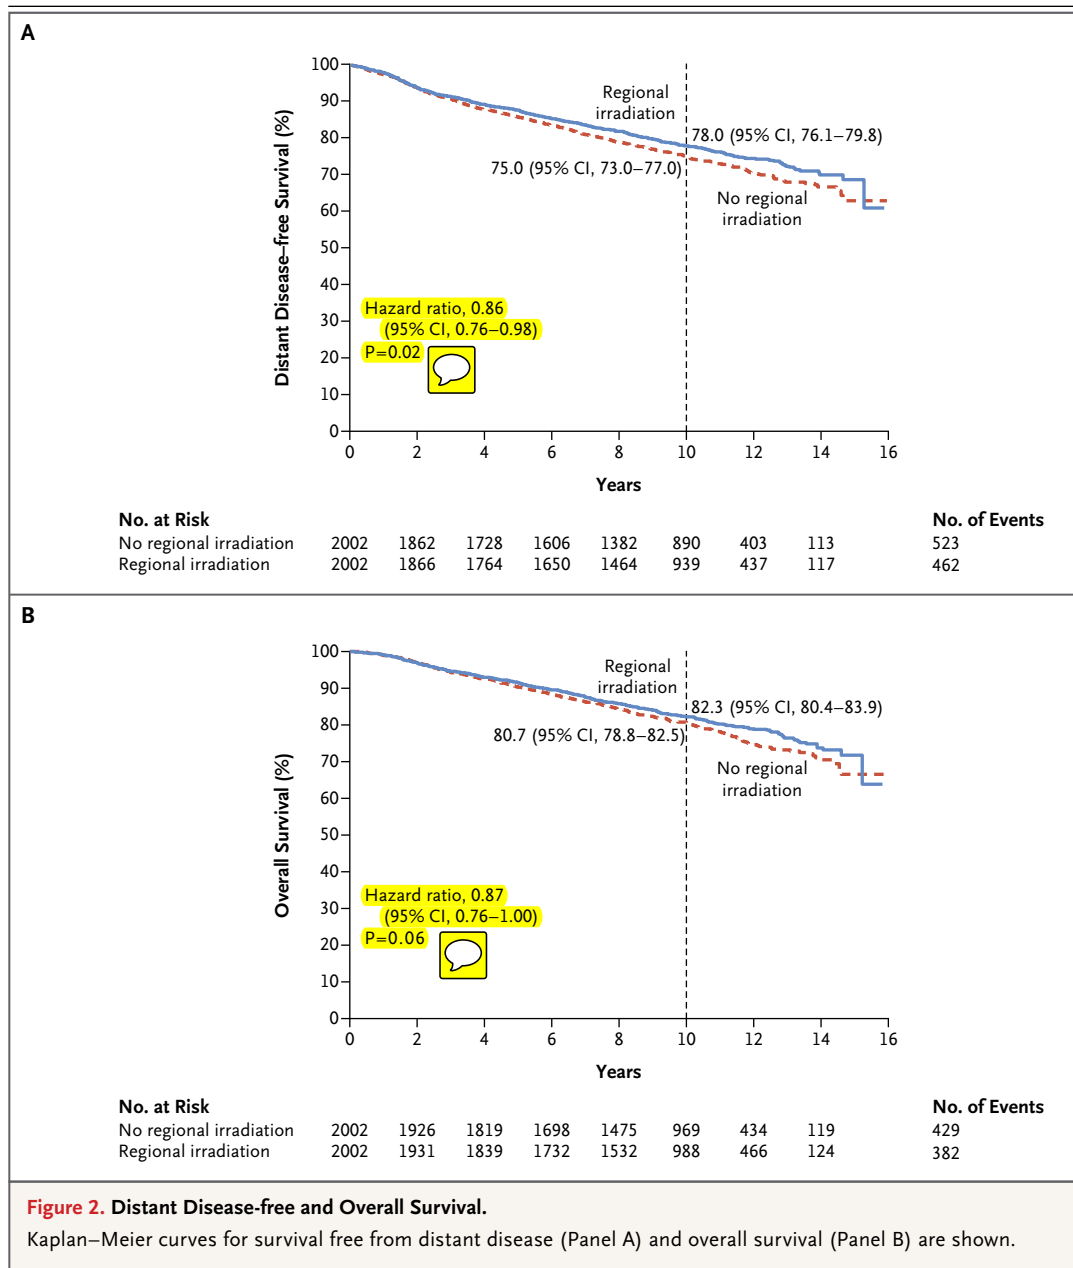 A
100
90
80
70
60
50
40
30
20
10
0
Distant Disease–free Survival (%)
Regional
irradiation
78.0 (95% CI, 76.1–79.8)
75.0 (95% CI, 73.0–77.0)
No regional
irradiation
Hazard ratio, 0.86
(95% CI, 0.76–0.98)
P=0.02
0 2 4 6 8 10 12 14 16
Years
No. at Risk No. of Events
No regional irradiation 2002 1862 1728 1606 1382 890 403 113 523
Regional irradiation 2002 1866 1764 1650 1464 939 437 117 462
B
100
90
80
70
60
50
40
30
20
10
0
Overall Survival (%)
Regional
irradiation
82.3 (95% CI, 80.4–83.9)
80.7 (95% CI, 78.8–82.5)
No regional
irradiation
Hazard ratio, 0.87
(95% CI, 0.76–1.00)
P=0.06
0 2 4 6 8 10 12 14 16
Years
No. at Risk No. of Events
No regional irradiation 2002 1926 1819 1698 1475 969 434 119 429
Regional irradiation 2002 1931 1839 1732 1532 988 466 124 382
Figure 2. Distant Disease-free and Overall Survival.
Kaplan–Meier curves for survival free from distant disease (Panel A) and overall survival (Panel B) are shown.